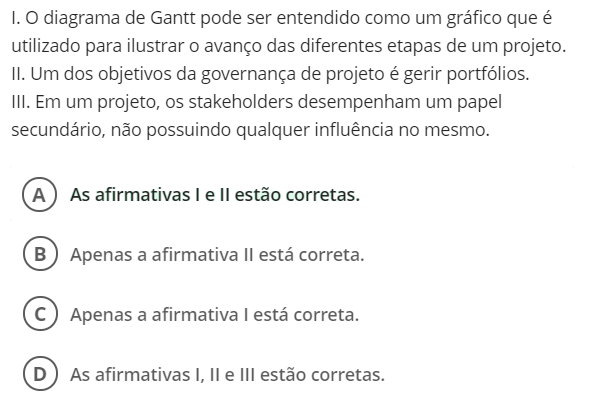 I. O diagrama de Gantt pode ser entendido como um gráfico que é
utilizado para ilustrar o avanço das diferentes etapas de um projeto.
II. Um dos objetivos da governança de projeto é gerir portfólios.
III. Em um projeto, os stakeholders desempenham um papel
secundário, não possuindo qualquer influência no mesmo.
A As afirmativas I e II estão corretas.
B Apenas a afirmativa II está correta.
C Apenas a afirmativa I está correta.
D As afirmativas I, II e III estão corretas.